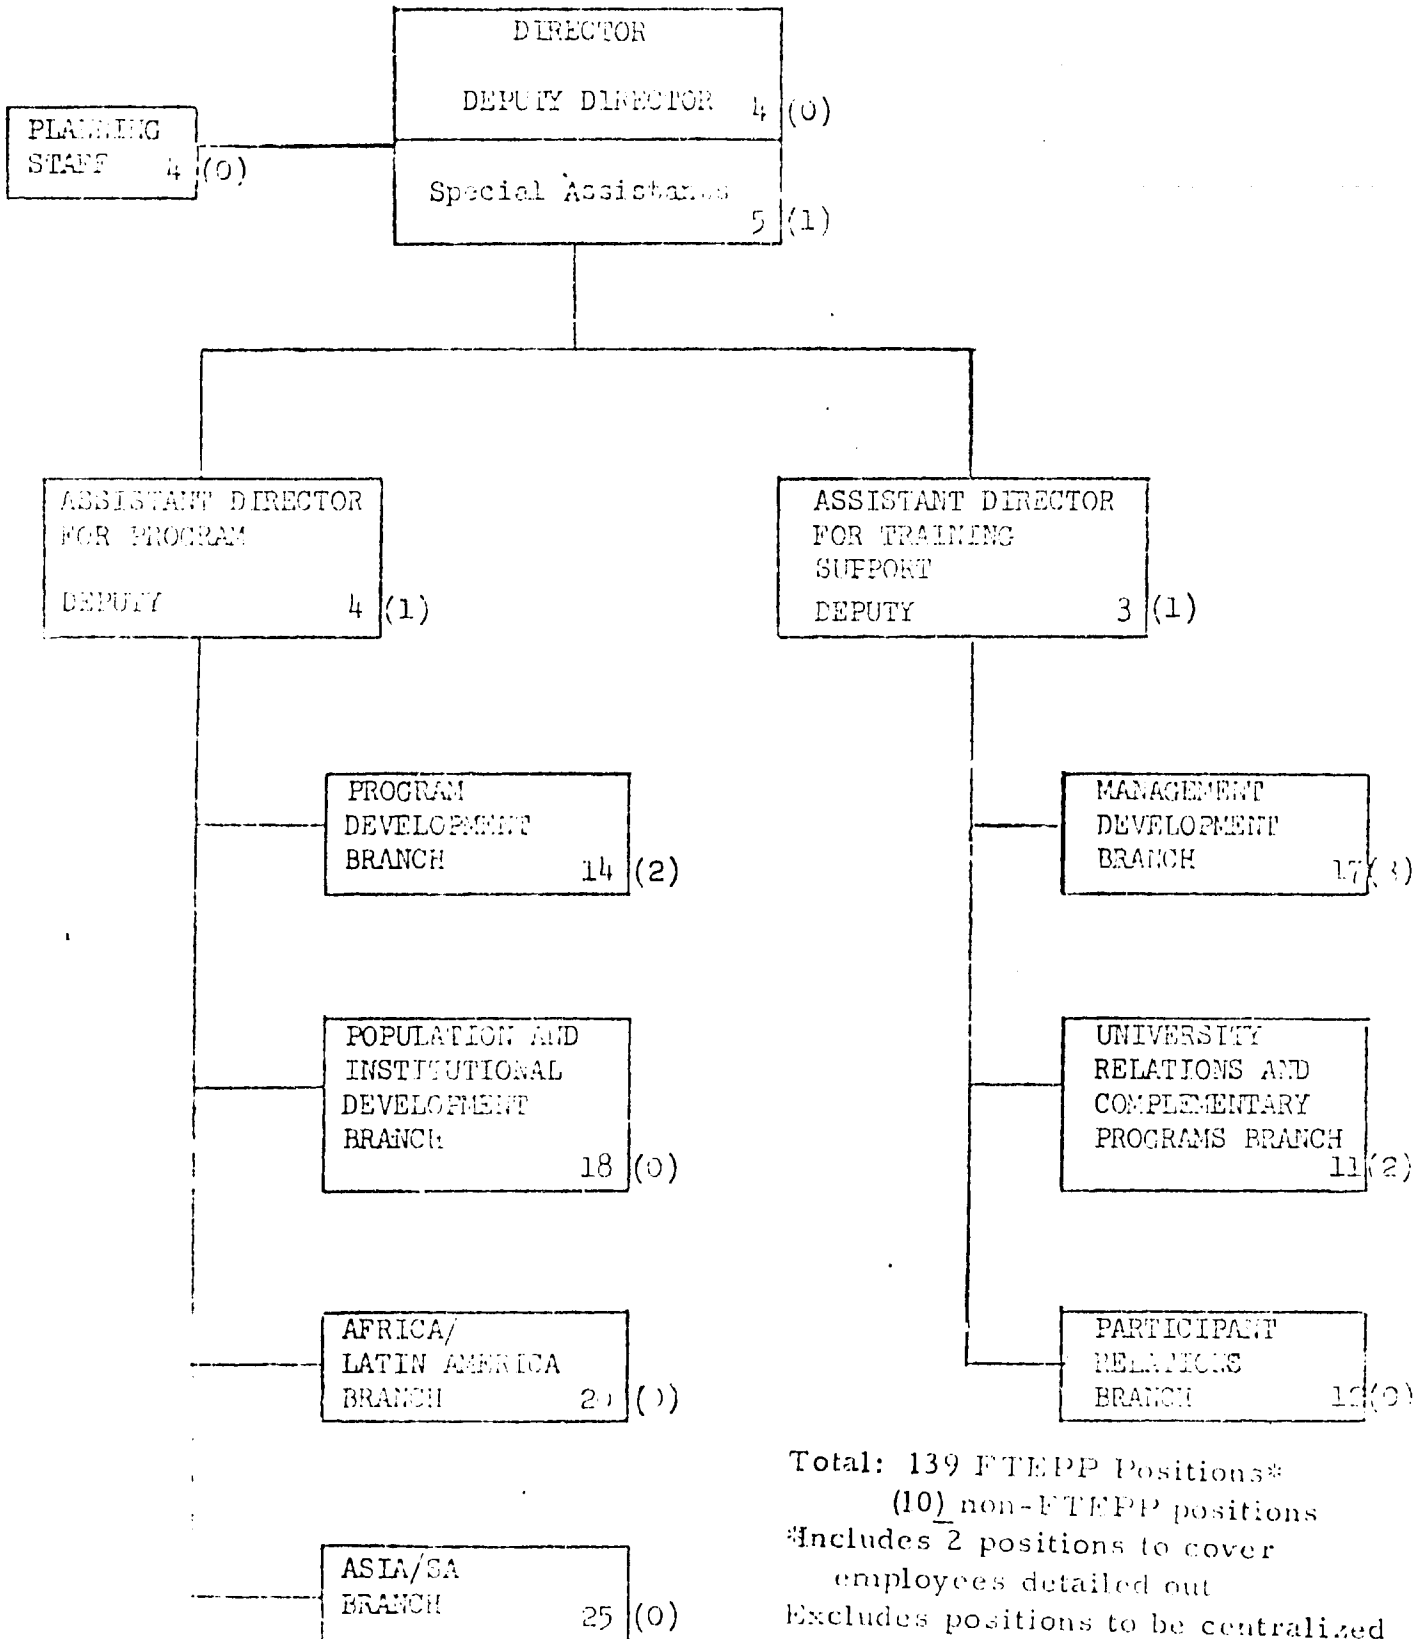 DIRECTOR
DEPUTY DIRECTOR 4 (0)
PLANNING
STAFF 4 (0)
Special Assistants
5 (1)
ASSISTANT DIRECTOR
FOR PROGRAM
DEPUTY 4 (1)
ASSISTANT DIRECTOR
FOR TRAINING
SUPPORT
DEPUTY 3 (1)
PROGRAM
DEVELOPMENT
BRANCH 14 (2)
MANAGEMENT
DEVELOPMENT
BRANCH 17
POPULATION AND
INSTITUTIONAL
DEVELOPMENT
BRANCH
18 (0)
UNIVERSITY
RELATIONS AND
COMPLEMENTARY
PROGRAMS BRANCH
11 (2)
AFRICA/
LATIN AMERICA
BRANCH
PARTICIPANT
RELATIONS
BRANCH (0)
ASIA/SA
BRANCH
25 (0)
Total: 139 FTEPP Positions*
(10) non-FTEPP positions
*Includes 2 positions to cover
employees detailed out
Excludes positions to be centralized